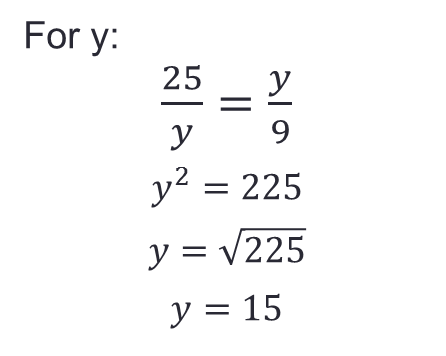 For y:
25/y = y/9
y² = 225
y = √225
y = 15